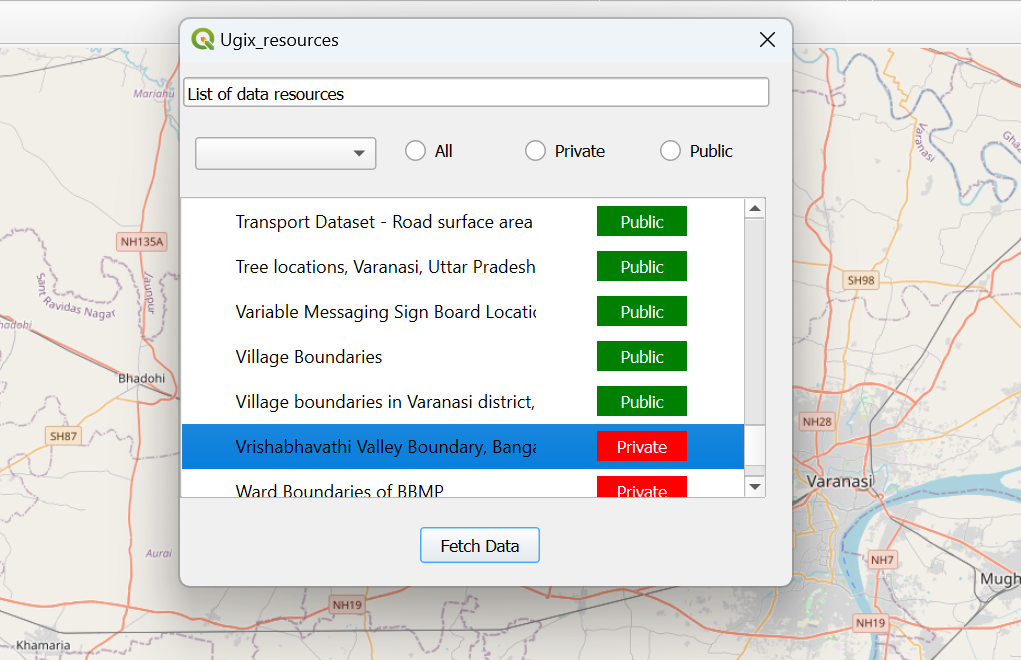 Ugix_resources
List of data resources
All
Private
Public
Transport Dataset - Road surface area
Public
Tree locations, Varanasi, Uttar Pradesh
Public
Variable Messaging Sign Board Locatio
Public
Village Boundaries
Public
Village boundaries in Varanasi district,
Public
Vrishabhavathi Valley Boundary, Banga
Private
Ward Boundaries of BBMP
Private
Fetch Data
Mariahu
NH135A
Jaunpur
Sant Ravidas Nagar
Bhadohi
SH87
Aurai
NH19
Khamaria
Varanasi
SH98
NH28
Varanasi
NH7
NH19